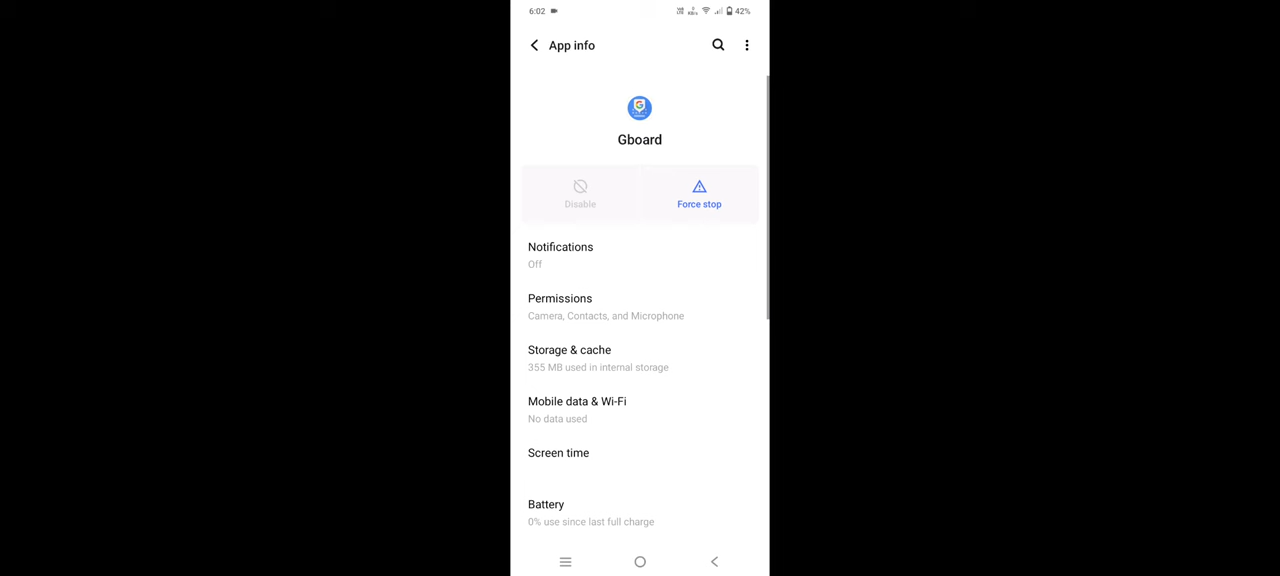 6:02 42%
App info
Gboard
Disable
Force stop
Notifications
Off
Permissions
Camera, Contacts, and Microphone
Storage & cache
355 MB used in internal storage
Mobile data & Wi-Fi
No data used
Screen time
Battery
0% use since last full charge